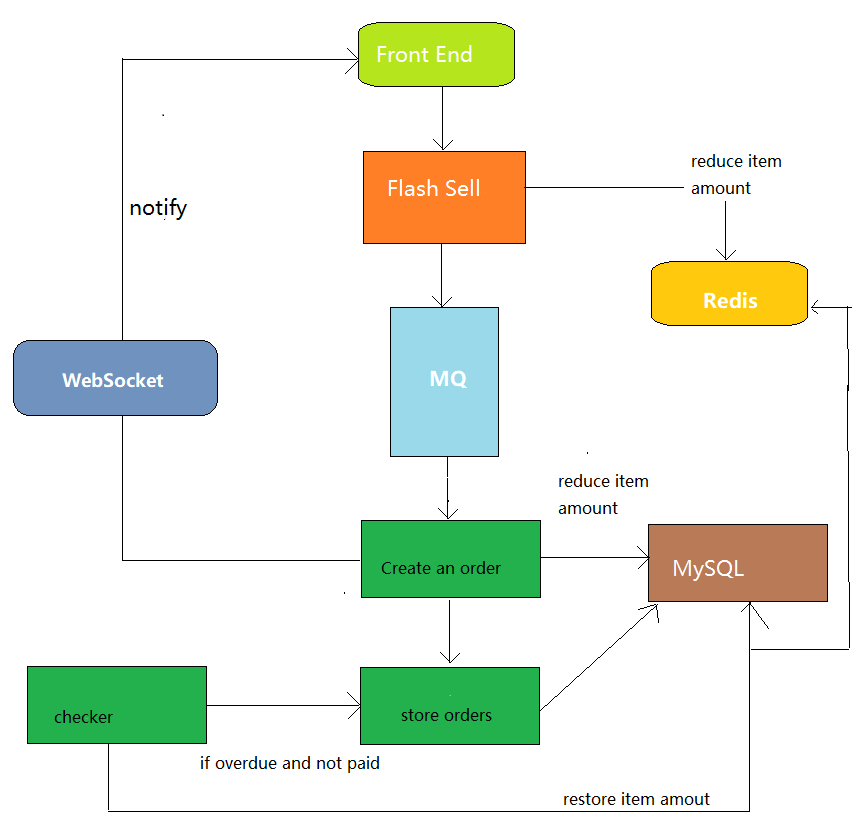 Front End
Flash Sell
reduce item
amount
notify
Redis
WebSocket
MQ
reduce item
amount
Create an order
MySQL
checker
store orders
if overdue and not paid
restore item amout